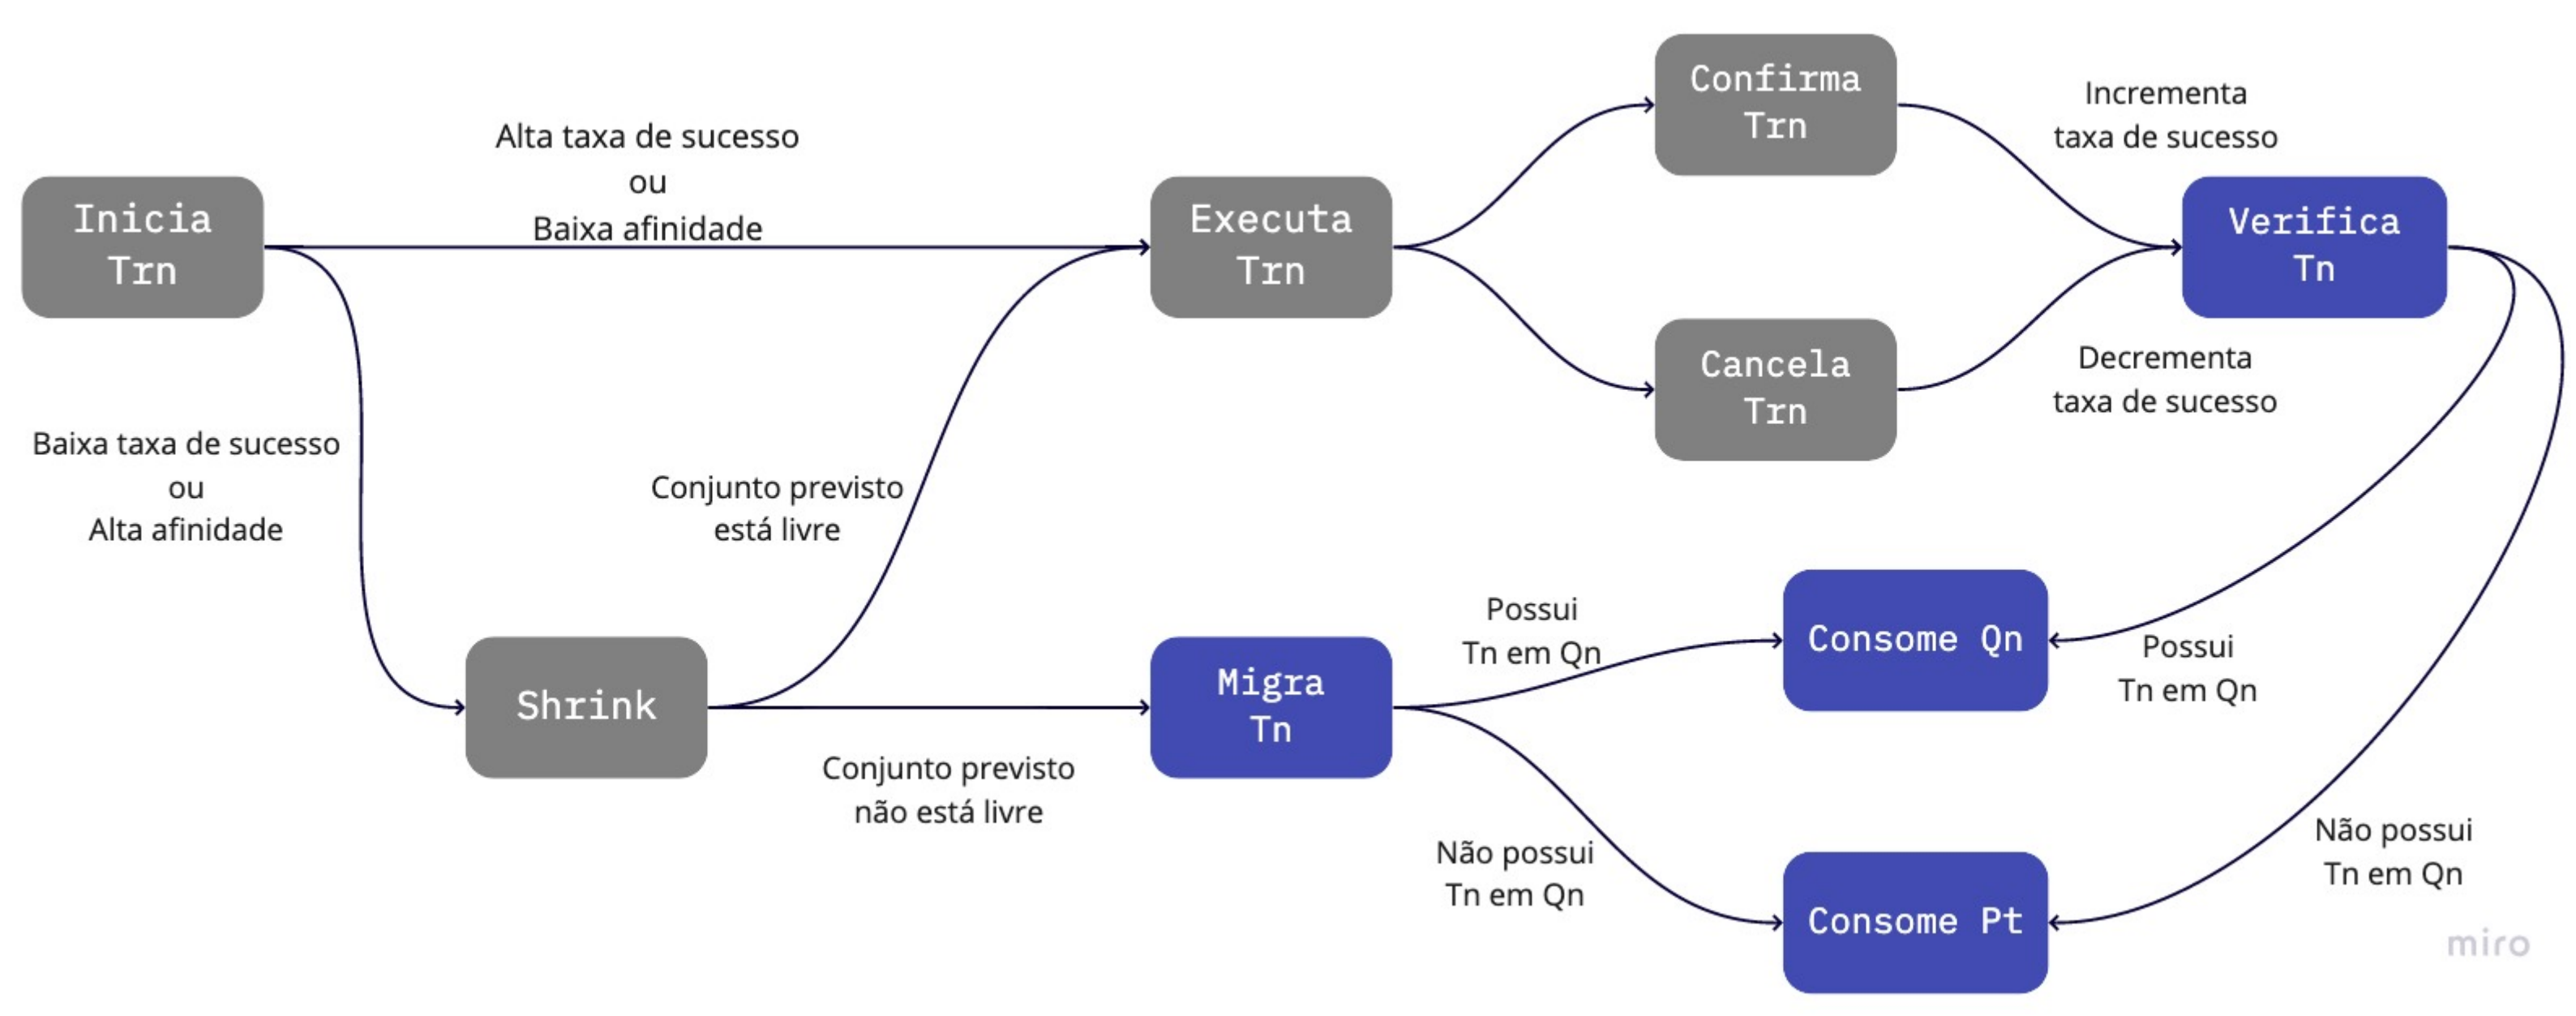 Inicia
Trn
Alta taxa de sucesso
ou
Baixa afinidade
Baixa taxa de sucesso
ou
Alta afinidade
Shrink
Conjunto previsto
está livre
Conjunto previsto
não está livre
Executa
Trn
Confirma
Trn
Cancela
Trn
Incrementa
taxa de sucesso
Decrementa
taxa de sucesso
Verifica
Tn
Migra
Tn
Possui
Tn em Qn
Não possui
Tn em Qn
Consome Qn
Consome Pt
Possui
Tn em Qn
Não possui
Tn em Qn
miro